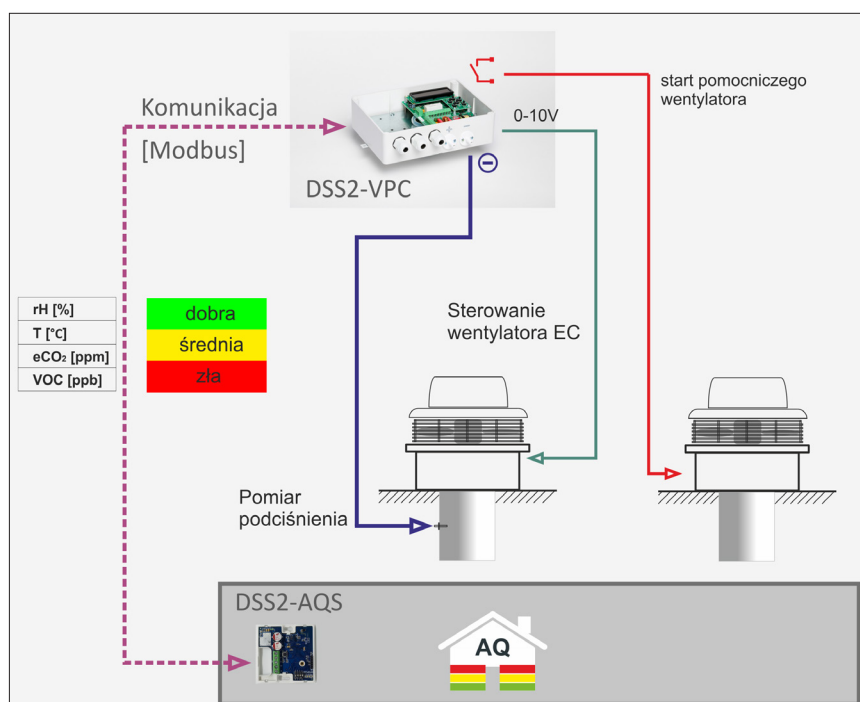 Komunikacja
[Modbus]
DSS2-VPC
0-10V
start pomocniczego
wentylatora
rH [%]
T [°C]
eCO₂ [ppm]
VOC [ppb]
dobra
średnia
zła
Sterowanie
wentylatora EC
Pomiar
podciśnienia
DSS2-AQS
AQ